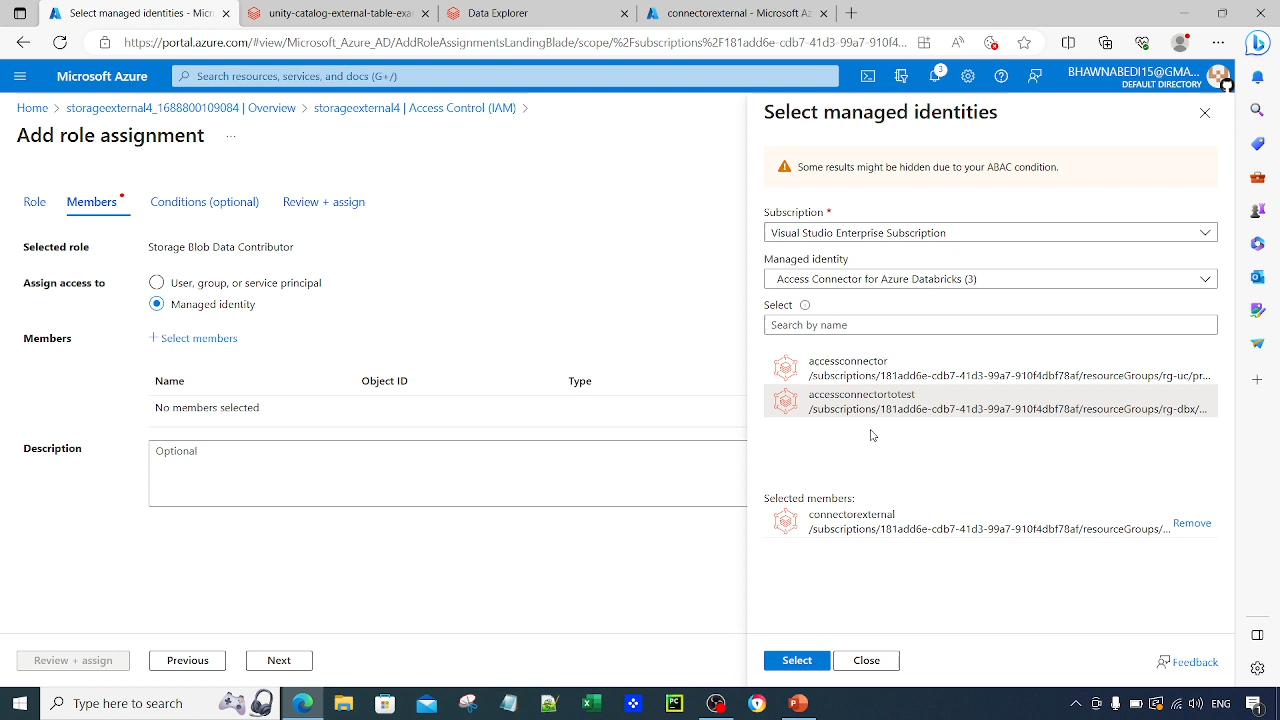 Select managed identities - Micr
unity-catalog-external-table-exa
Data Explorer
connectorexternal - Microsoft Az
https://portal.azure.com/#view/Microsoft_Azure_AD/AddRoleAssignmentsLandingBlade/scope/%2Fsubscriptions%2F181add6e-cdb7-41d3-99a7-910f4...
Microsoft Azure
Search resources, services, and docs (G+/)
3
BHAWNABEDI15@GMA...
DEFAULT DIRECTORY
Home > storageexternal4_1688800109084 | Overview > storageexternal4 | Access Control (IAM) >
Add role assignment ...
Role
Members *
Conditions (optional)
Review + assign
Selected role
Storage Blob Data Contributor
Assign access to
User, group, or service principal
Managed identity
Members
+ Select members
Name
Object ID
Type
No members selected
Description
Optional
Review + assign
Previous
Next
Select managed identities
Some results might be hidden due to your ABAC condition.
Subscription *
Visual Studio Enterprise Subscription
Managed identity
Access Connector for Azure Databricks (3)
Select
Search by name
accessconnector
/subscriptions/181add6e-cdb7-41d3-99a7-910f4dbf78af/resourceGroups/rg-uc/pr...
accessconnectortotest
/subscriptions/181add6e-cdb7-41d3-99a7-910f4dbf78af/resourceGroups/rg-dbx/...
Selected members:
connectorexternal
/subscriptions/181add6e-cdb7-41d3-99a7-910f4dbf78af/resourceGroups/...
Remove
Select
Close
Feedback
Type here to search
PC
ENG
1